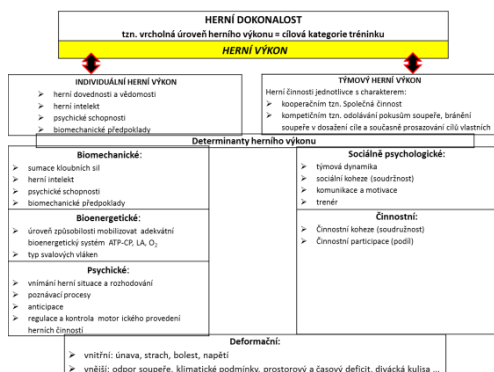 HERNÍ DOKONALOST
tzn. vrcholná úroveň herního výkonu = cílová kategorie tréninku
HERNÍ VÝKON
INDIVIDUÁLNÍ HERNÍ VÝKON
➢ herní dovednosti a vědomosti
➢ herní intelekt
➢ psychické schopnosti
➢ biomechanické předpoklady
TÝMOVÝ HERNÍ VÝKON
Herní činnosti jednotlivce s charakterem:
➢ kooperačním tzn. Společná činnost
➢ kompetičním tzn. odolávání pokusům soupeře, bránění
soupeře v dosažení cíle a současně prosazování cílů vlastních
Determinanty herního výkonu
Biomechanické:
➢ sumace kloubních sil
➢ herní intelekt
➢ psychické schopnosti
➢ biomechanické předpoklady
Bioenergetické:
➢ úroveň způsobilosti mobilizovat adekvátní
bioenergetický systém ATP-CP, LA, O2
➢ typ svalových vláken
Psychické:
➢ vnímání herní situace a rozhodování
➢ poznávací procesy
➢ anticipace
➢ regulace a kontrola motor ického provedení
herních činností
Sociálně psychologické:
➢ týmová dynamika
➢ sociální koheze (soudržnost)
➢ komunikace a motivace
➢ trenér
Činnostní:
➢ Činnostní koheze (soudržnost)
➢ Činnostní participace (podíl)
Deformační:
➢ vnitřní: únava, strach, bolest, napětí
➢ vnější: odpor soupeře, klimatické podmínky, prostorový a časový deficit, divácká kulisa ...